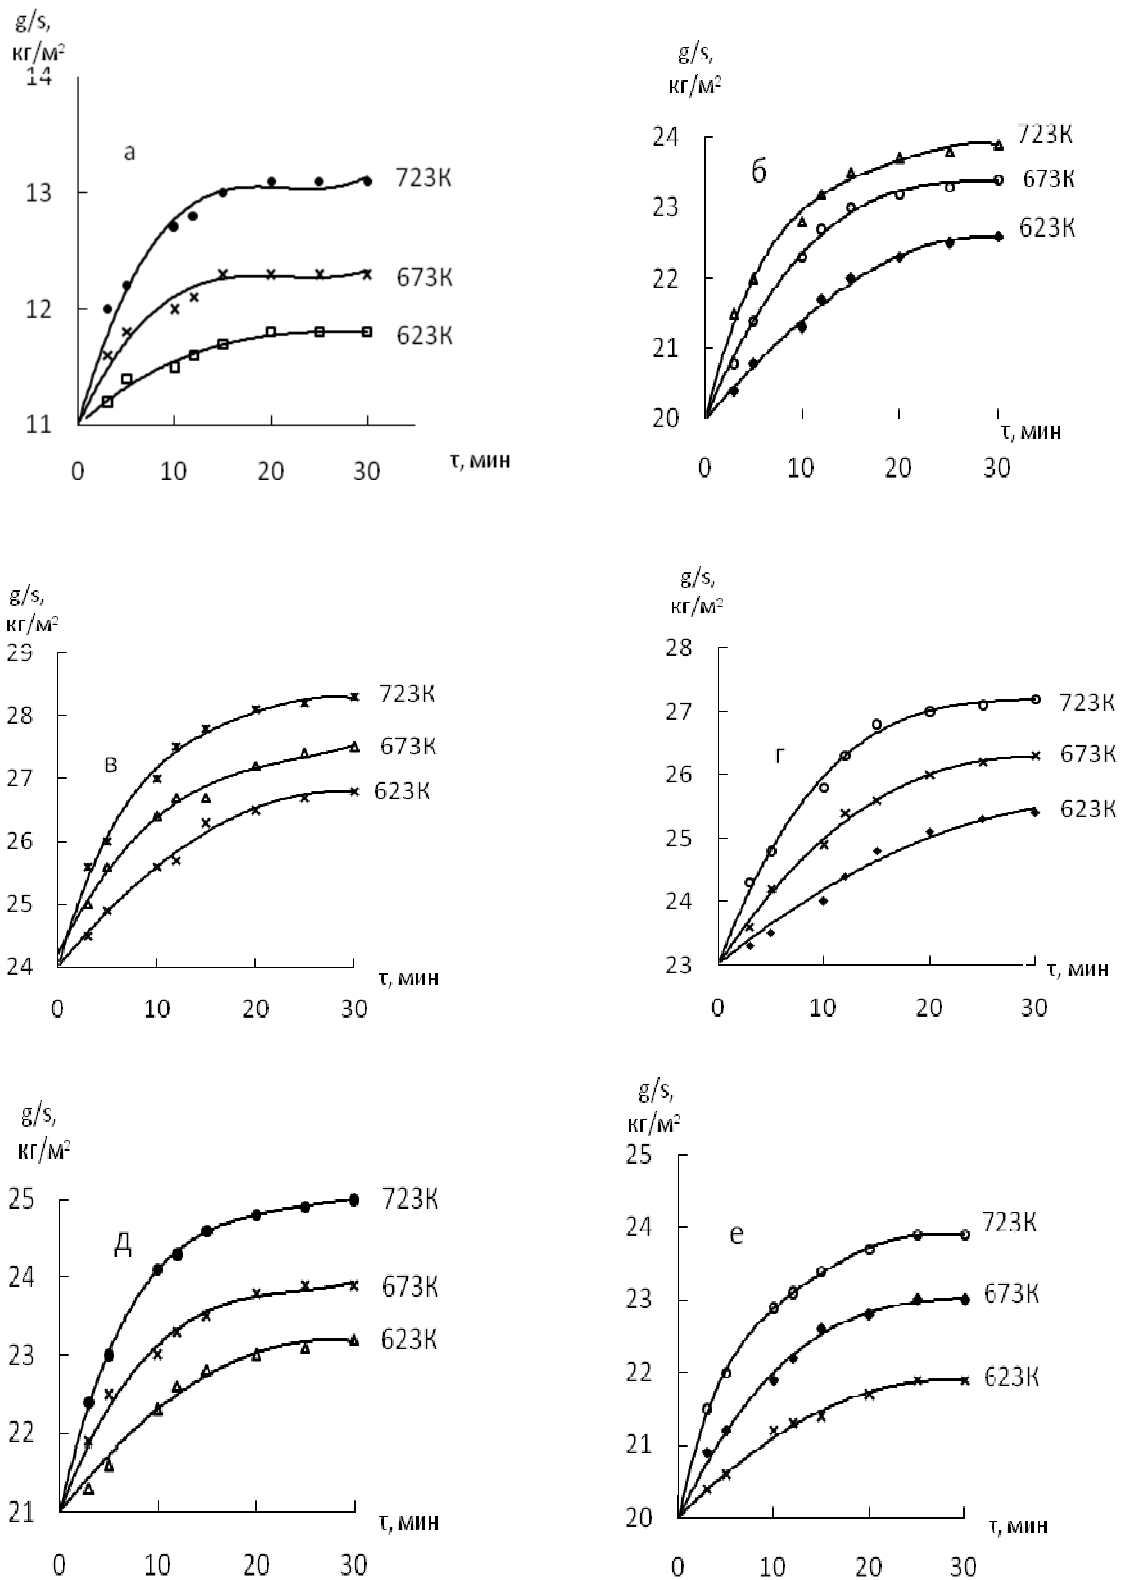 g/s,
кг/м²
14
13
12
11
а
723К
673К
623К
0 10 20 30
τ, мин
g/s,
кг/м²
24
23
22
21
20
б
723К
673К
623К
0 10 20 30
τ, мин
g/s,
кг/м²
29
28
27
26
25
24
в
723К
673К
623К
0 10 20 30
τ, мин
g/s,
кг/м²
28
27
26
25
24
23
г
723К
673К
623К
0 10 20 30
τ, мин
g/s,
кг/м²
25
24
23
22
21
Д
723К
673К
623К
0 10 20 30
τ, мин
g/s,
кг/м²
25
24
23
22
21
20
е
723К
673К
623К
0 10 20 30
τ, мин